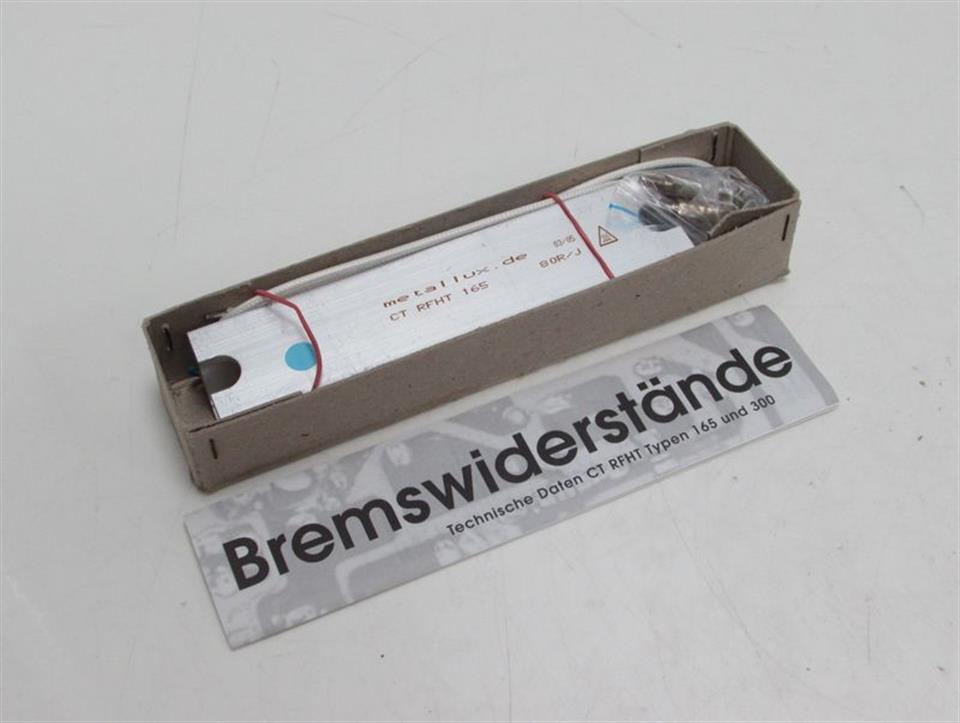 metallux.de 03/05
CT RFHT 165 80R/J
Bremswiderstände
Technische Daten CT RFHT Typen 165 und 300